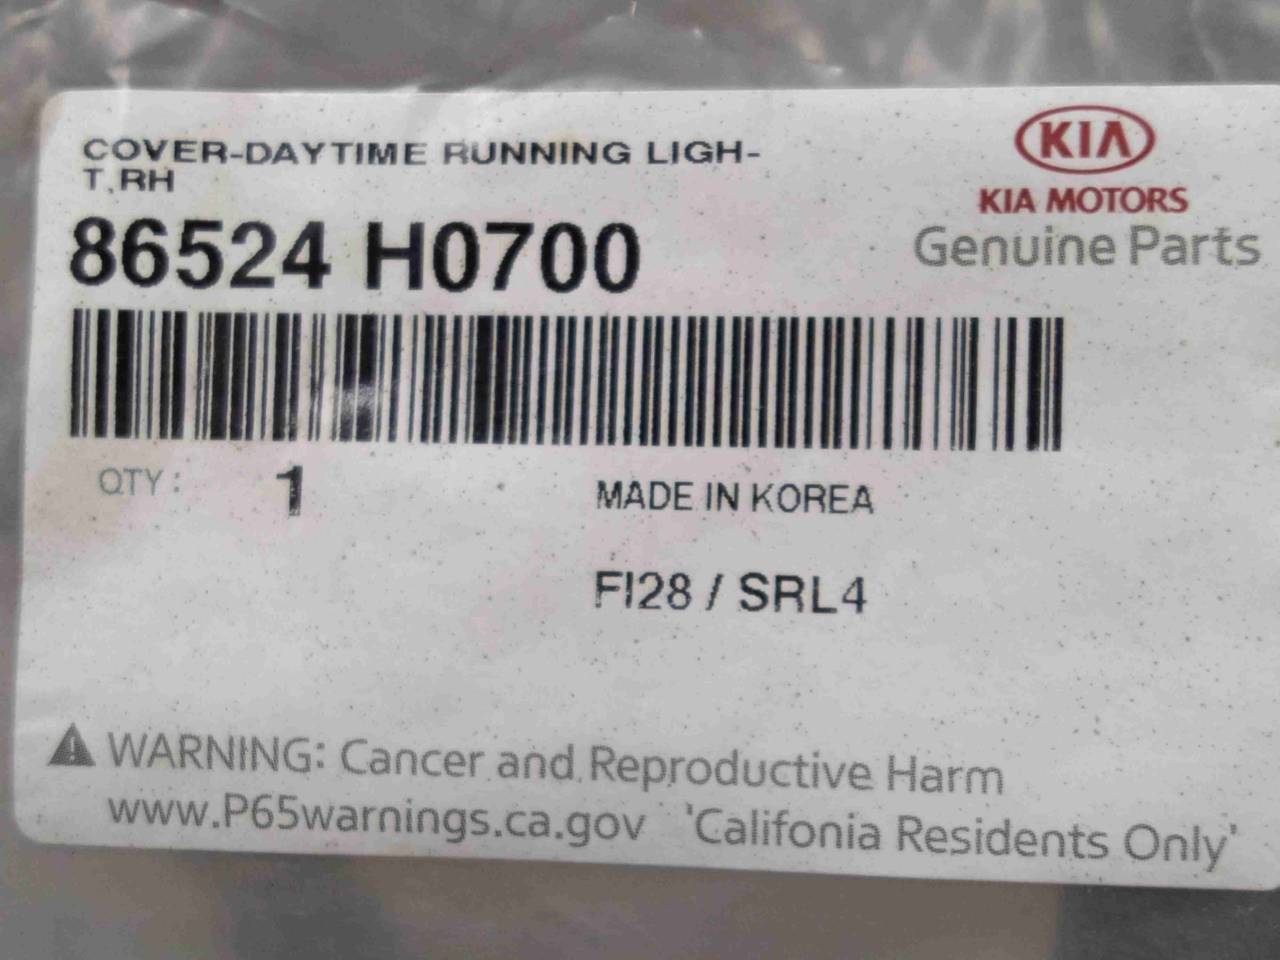 COVER-DAYTIME RUNNING LIGH-
T,RH
86524 H0700
KIA
KIA MOTORS
Genuine Parts
QTY : 1
MADE IN KOREA
FI28 / SRL4
WARNING: Cancer and Reproductive Harm
www.P65warnings.ca.gov 'Califonia Residents Only'